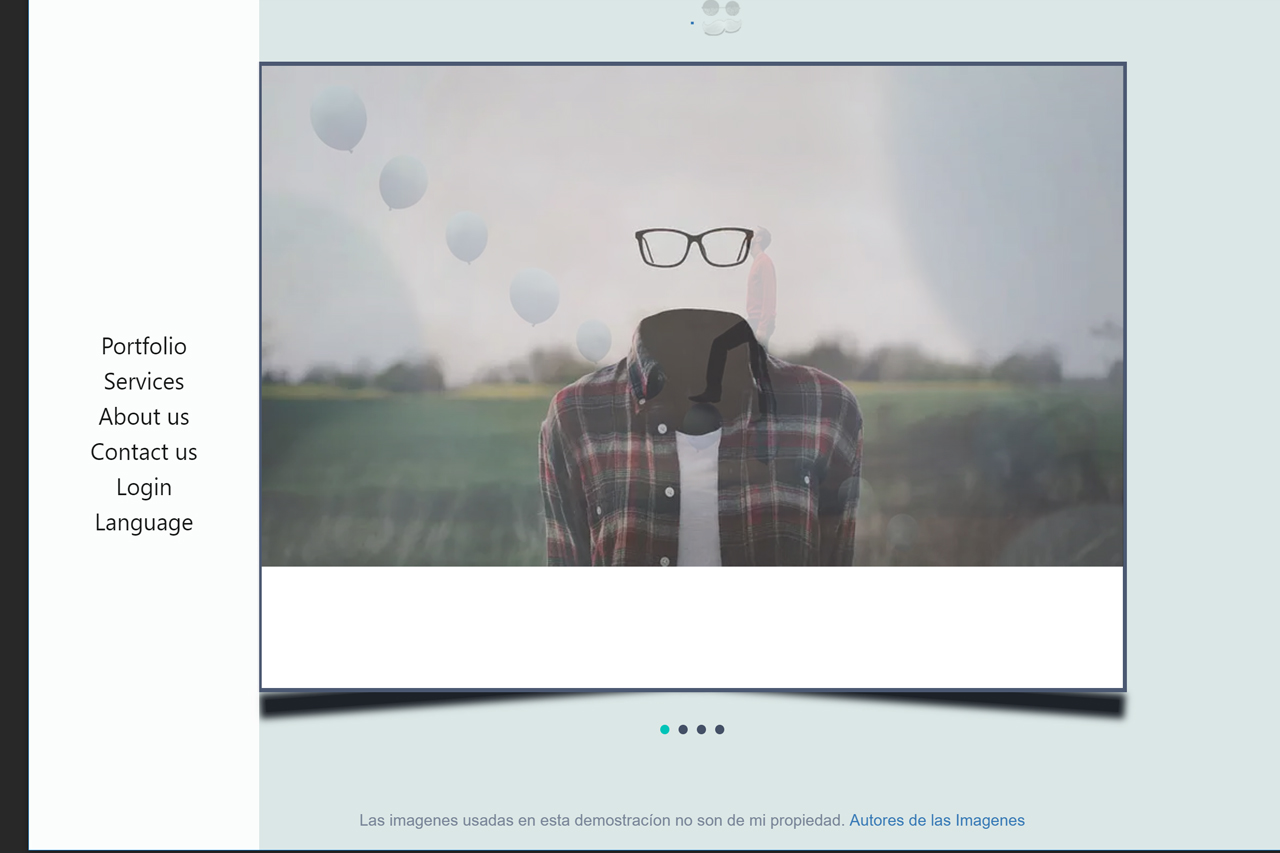 Portfolio
Services
About us
Contact us
Login
Language
Las imagenes usadas en esta demostracíon no son de mi propiedad. Autores de las Imagenes